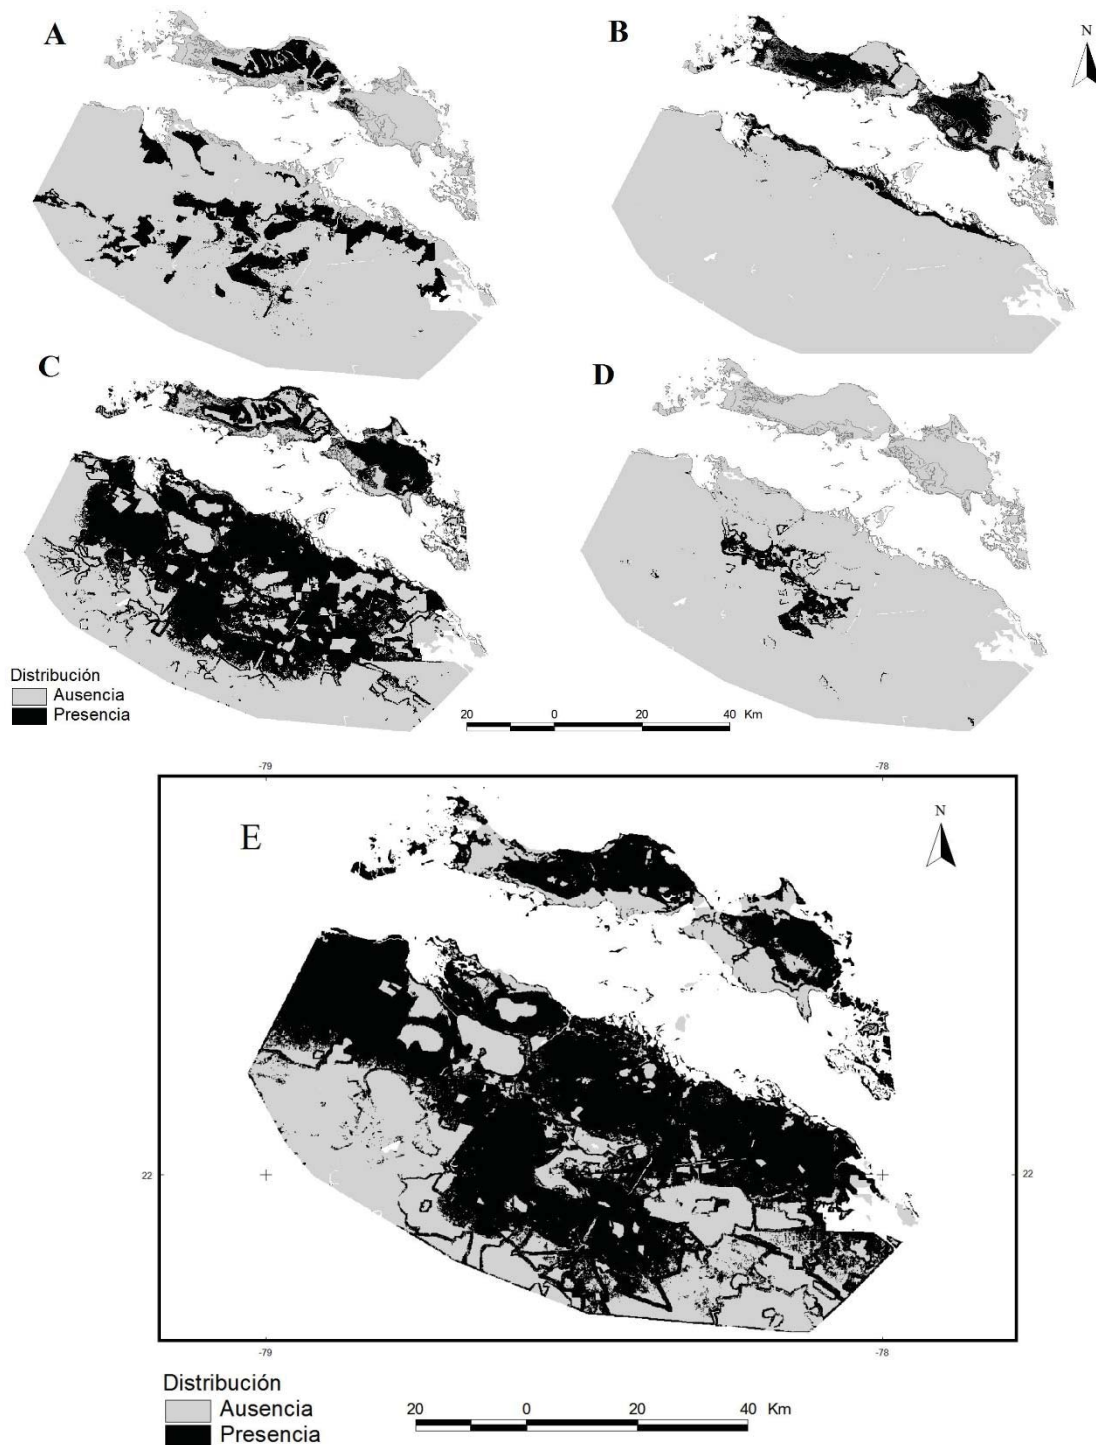 A
B
N
C
D
Distribución
Ausencia
Presencia
20 0 20 40 Km
-79 -78
E
N
22 22
-79 -78
Distribución
Ausencia
Presencia
20 0 20 40 Km